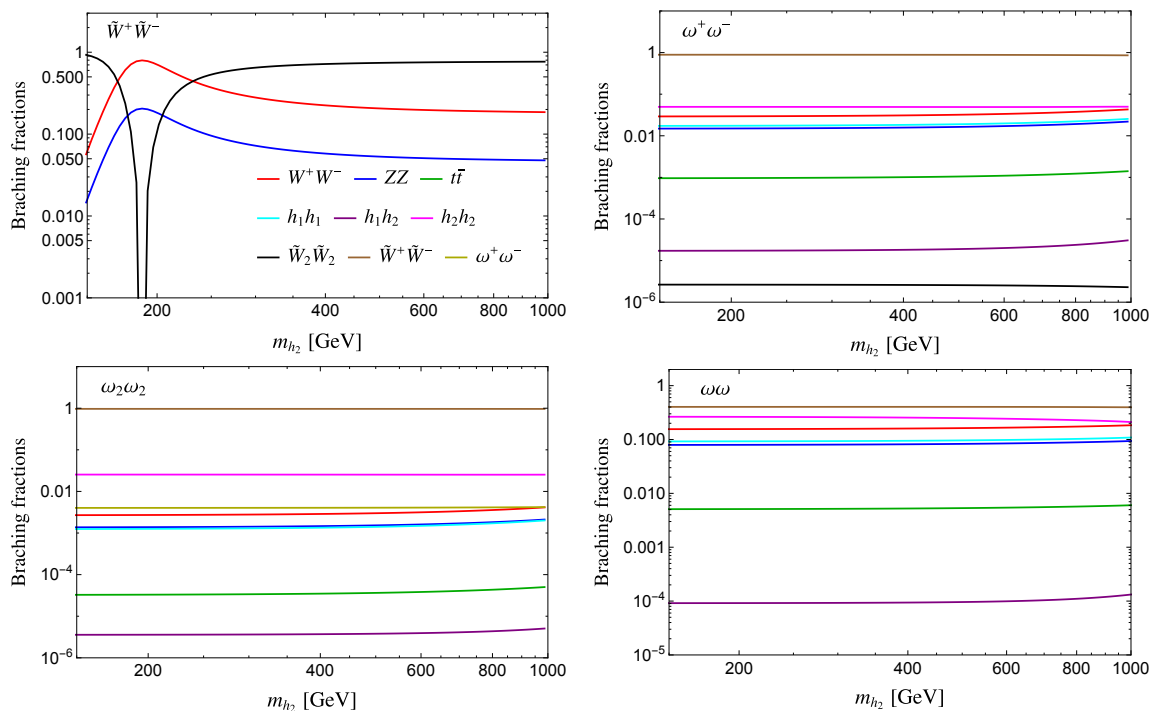 W̃⁺W̃⁻
Braching fractions
1
0.500
0.100
0.050
0.010
0.005
0.001
W⁺W⁻ ZZ tt̄
h₁h₁ h₁h₂ h₂h₂
W̃₂W̃₂ W̃⁺W̃⁻ ω⁺ω⁻
200 300 400 500 600 700 800 1000
m_{h₂} [GeV]
ω⁺ω⁻
Braching fractions
1
0.01
10⁻⁴
10⁻⁶
200 400 600 800 1000
m_{h₂} [GeV]
ω₂ω₂
Braching fractions
1
0.01
10⁻⁴
10⁻⁶
200 400 600 800 1000
m_{h₂} [GeV]
ωω
Braching fractions
1
0.100
0.010
0.001
10⁻⁴
10⁻⁵
200 400 600 800 1000
m_{h₂} [GeV]